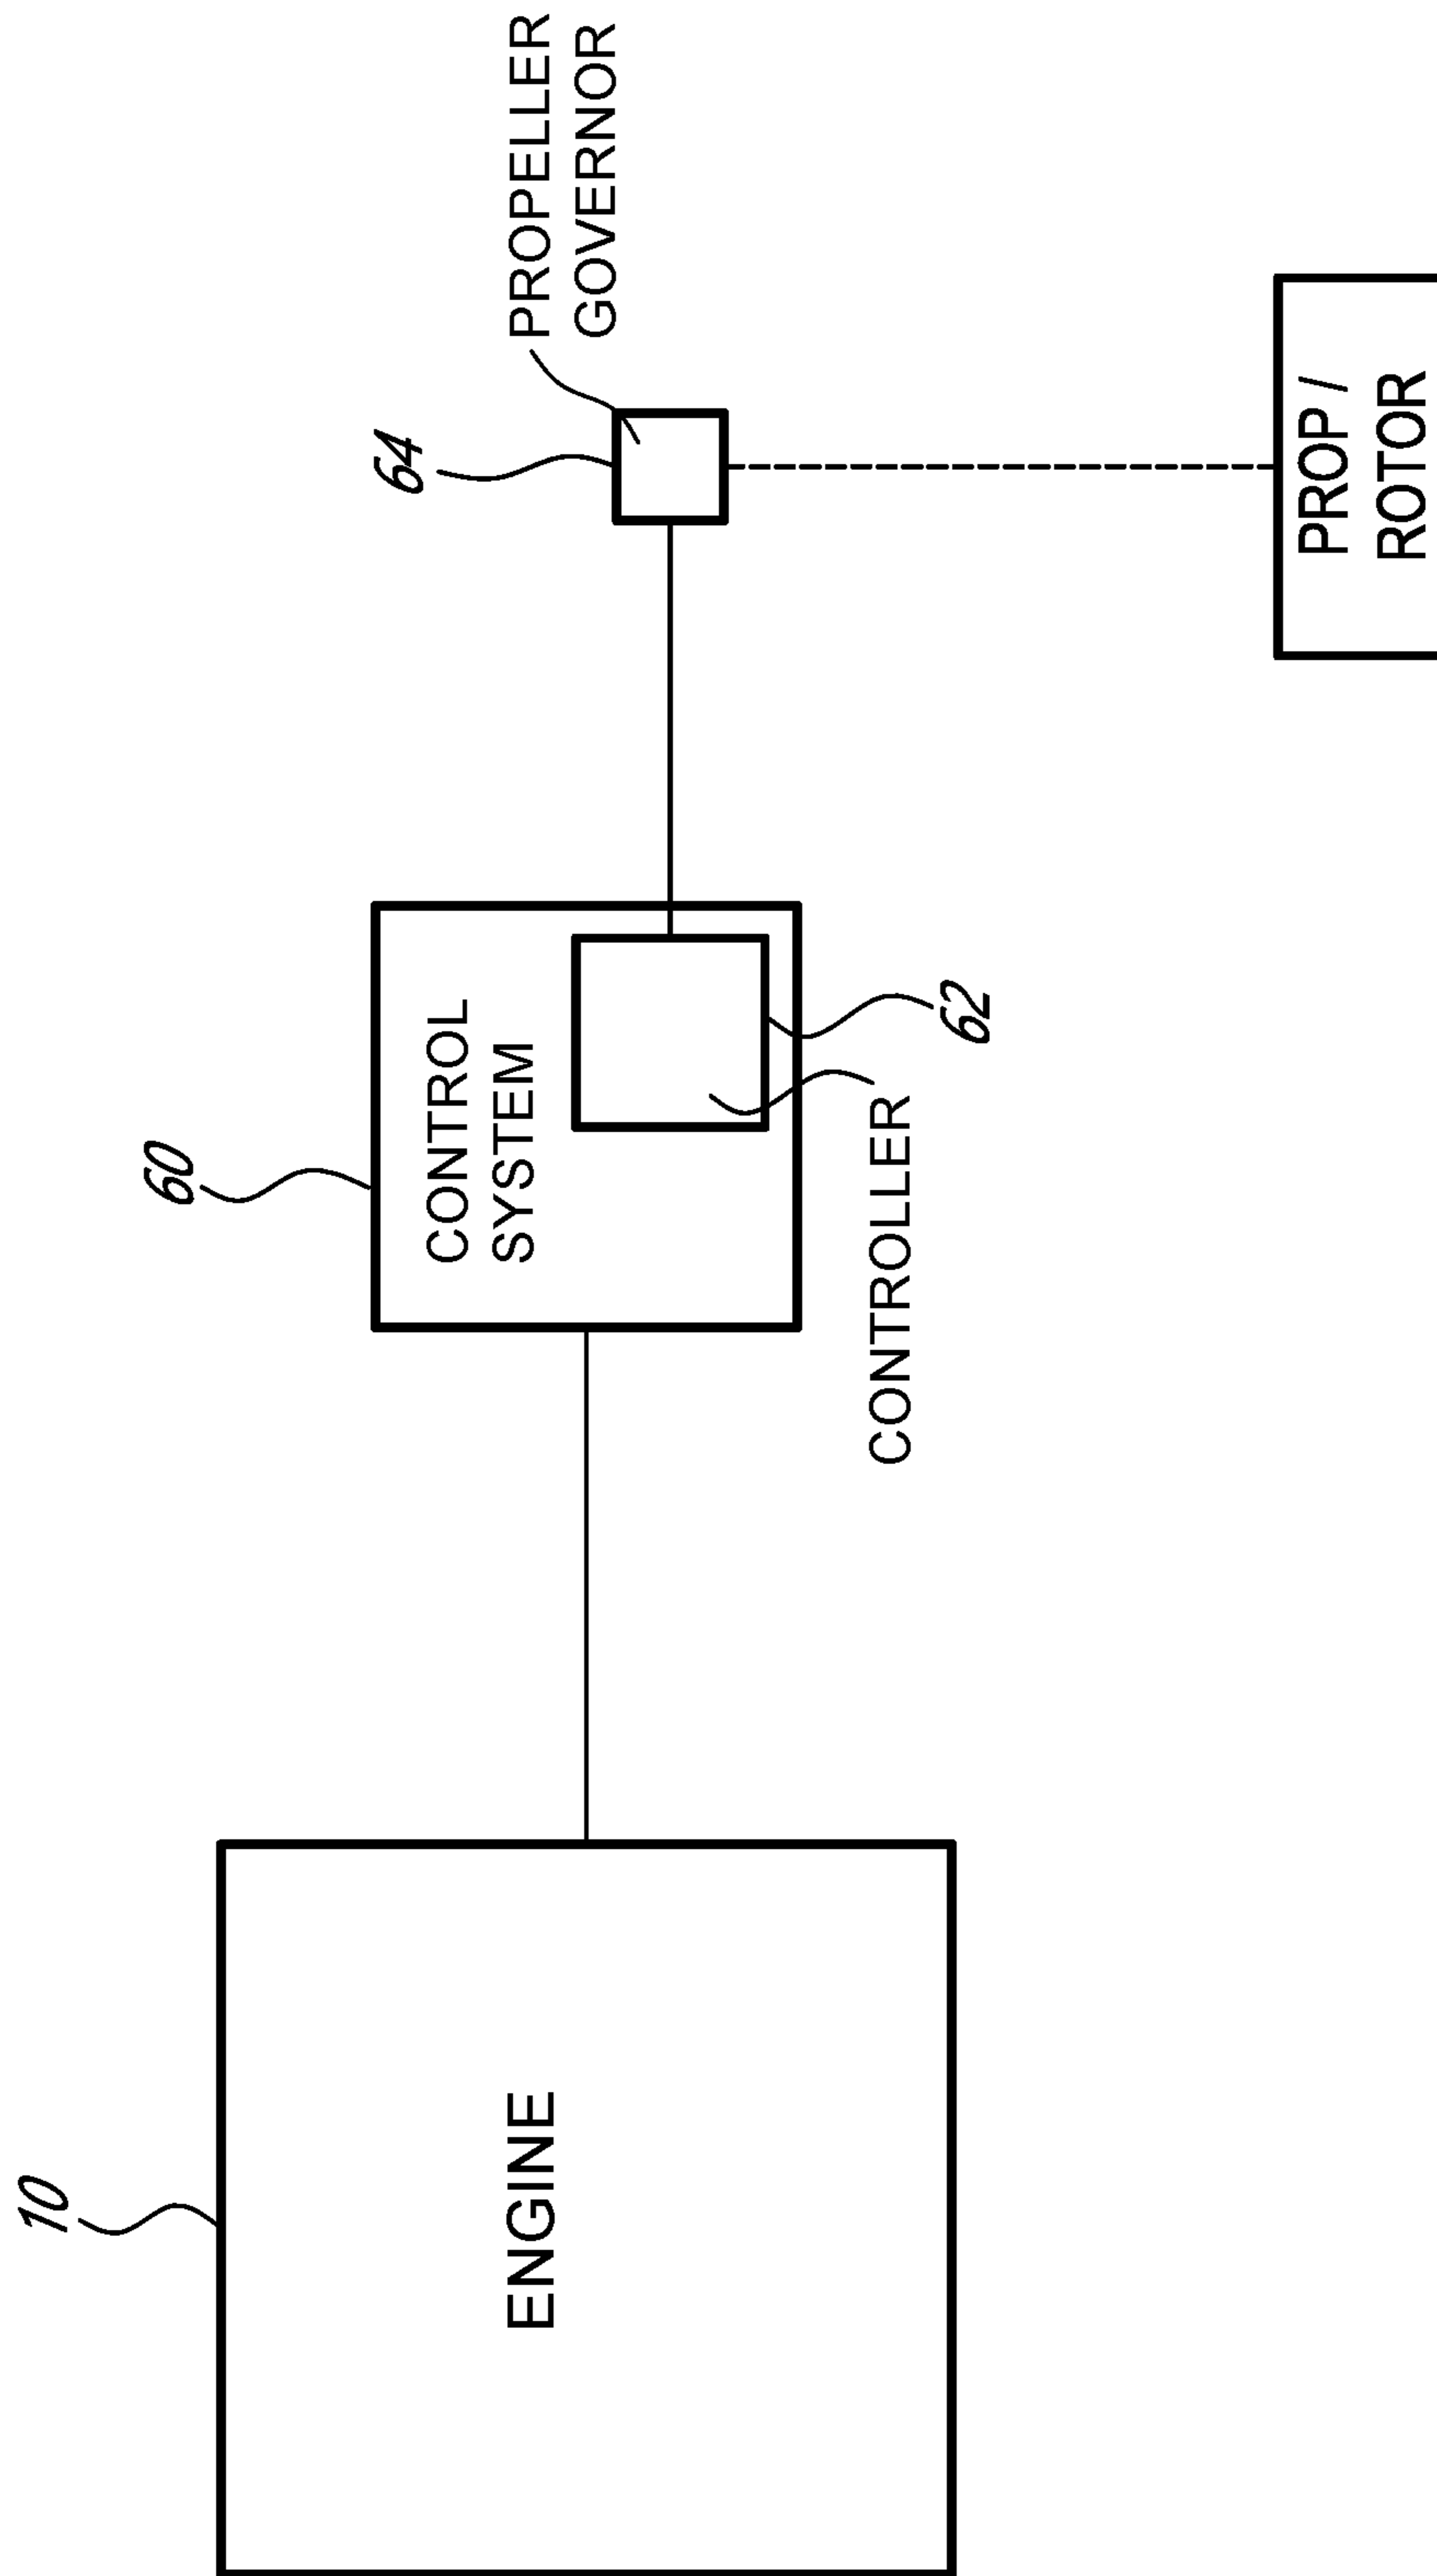 10
ENGINE
60
CONTROL
SYSTEM
CONTROLLER
62
64
PROPELLER
GOVERNOR
PROP /
ROTOR